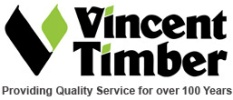 Vincent
Timber
Providing Quality Service for over 100 Years